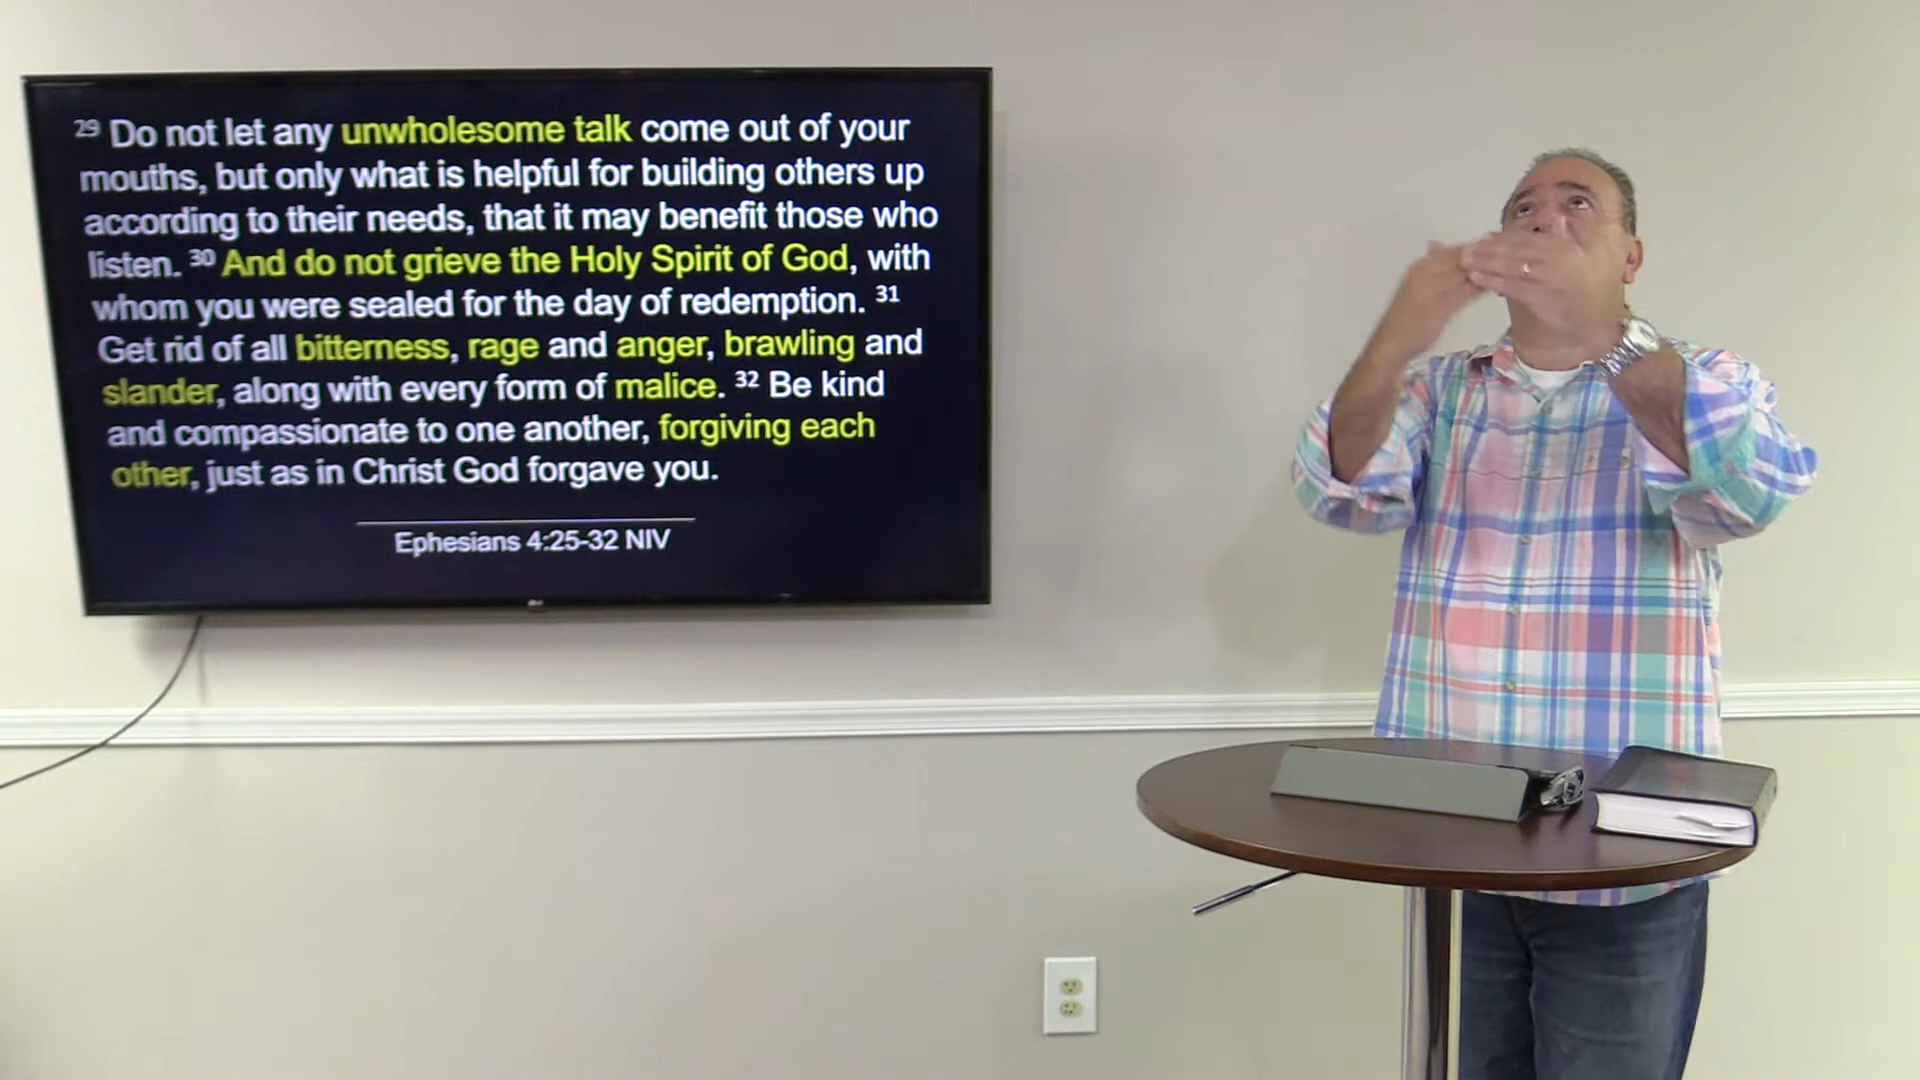 29 Do not let any unwholesome talk come out of your
mouths, but only what is helpful for building others up
according to their needs, that it may benefit those who
listen. 30 And do not grieve the Holy Spirit of God, with
whom you were sealed for the day of redemption. 31
Get rid of all bitterness, rage and anger, brawling and
slander, along with every form of malice. 32 Be kind
and compassionate to one another, forgiving each
other, just as in Christ God forgave you.
Ephesians 4:25-32 NIV